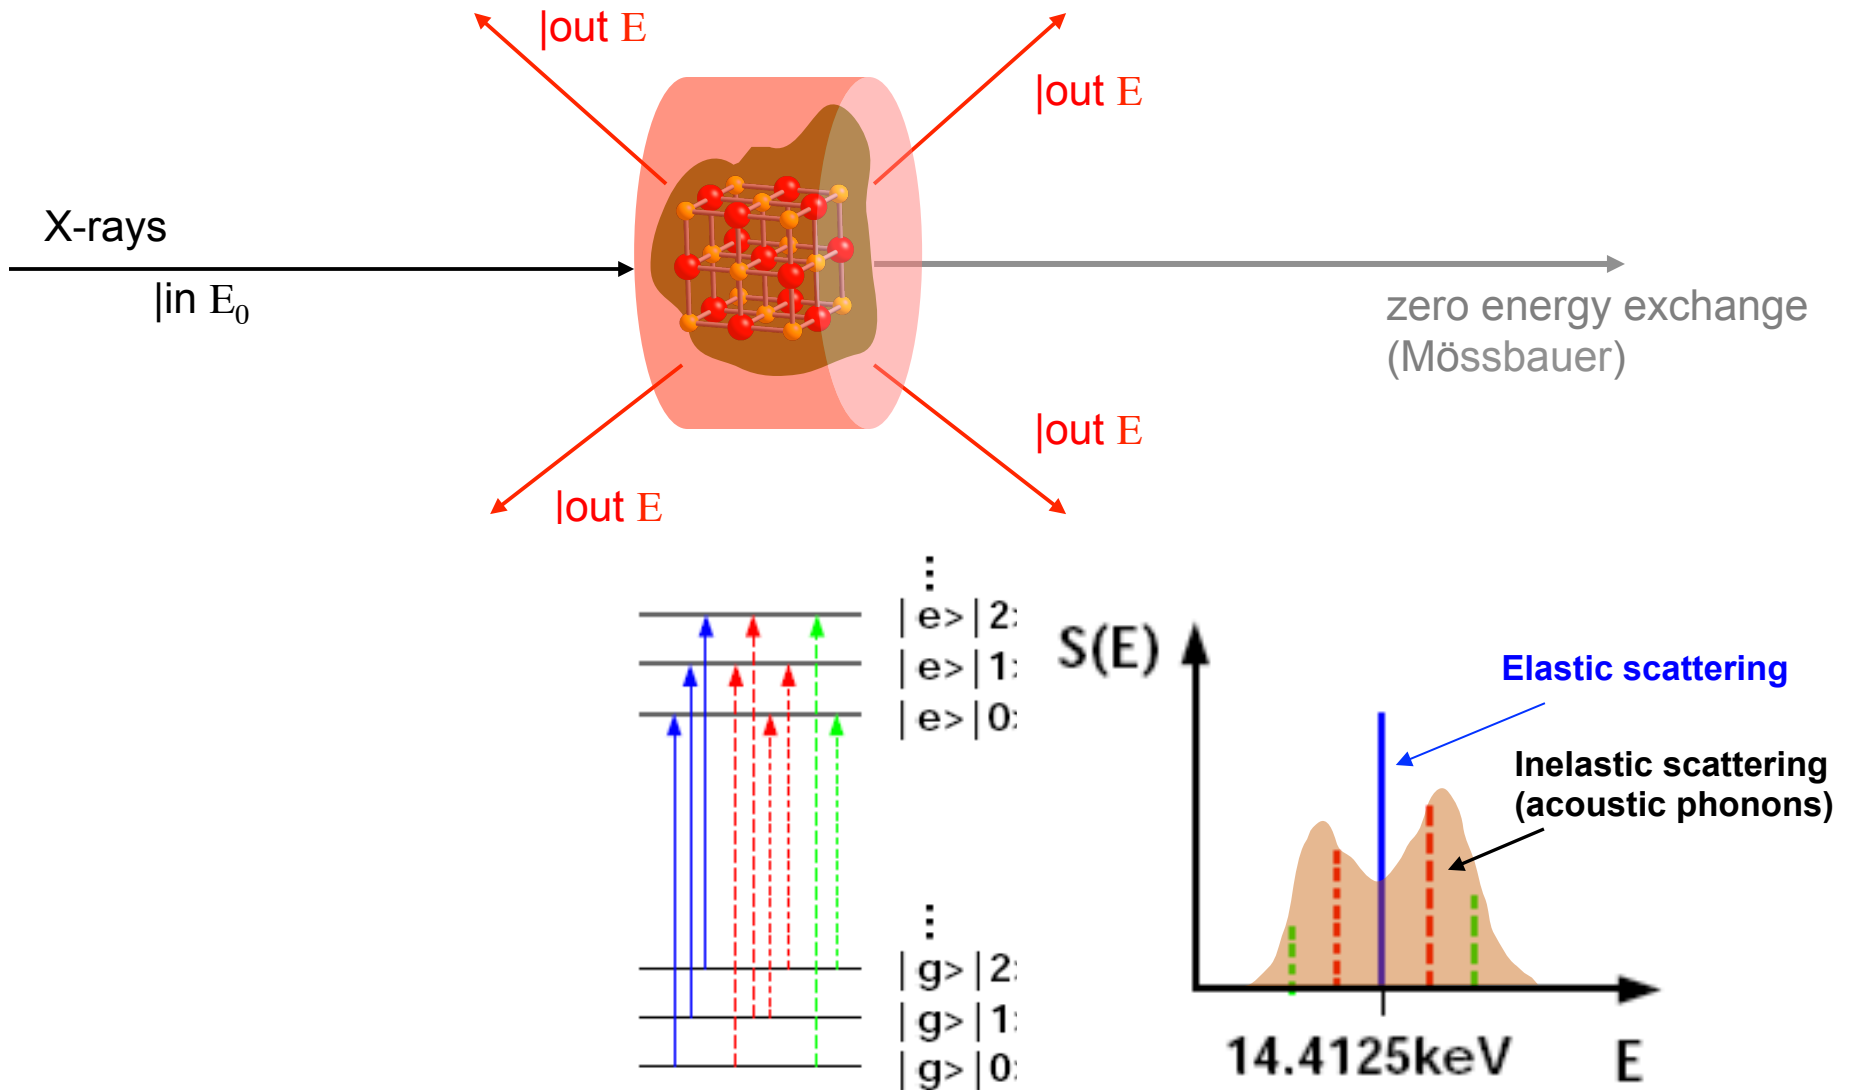 |out E
|out E
X-rays
|in E₀
zero energy exchange
(Mössbauer)
|out E
|out E
⋮
| e> | 2>
| e> | 1>
| e> | 0>
⋮
| g> | 2>
| g> | 1>
| g> | 0>
S(E)
Elastic scattering
Inelastic scattering
(acoustic phonons)
14.4125keV E